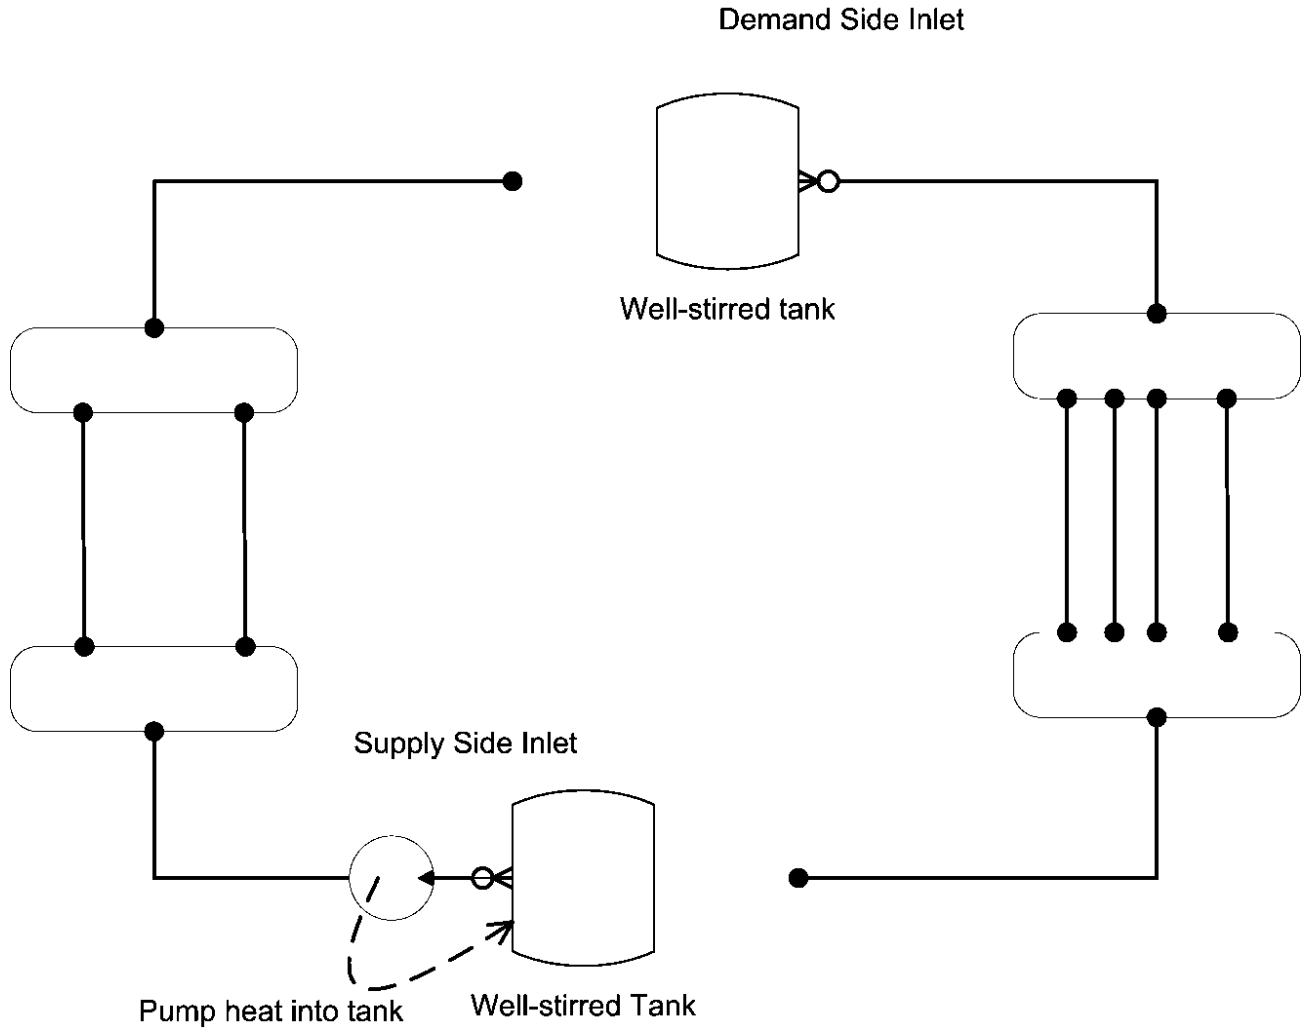 Demand Side Inlet
Well-stirred tank
Supply Side Inlet
Pump heat into tank
Well-stirred Tank